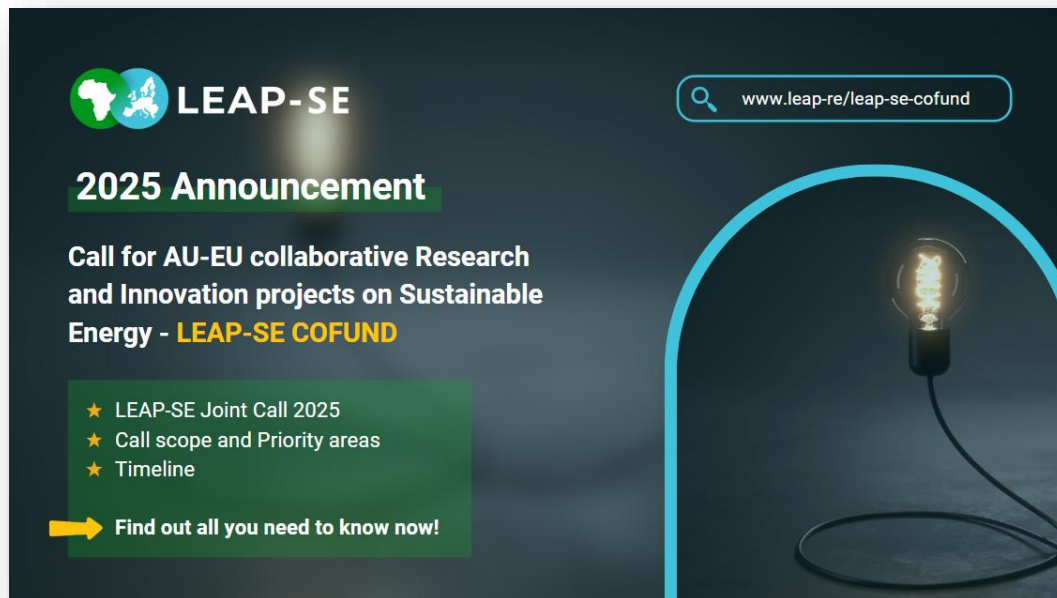 LEAP-SE
www.leap-re/leap-se-cofund
2025 Announcement
Call for AU-EU collaborative Research
and Innovation projects on Sustainable
Energy - LEAP-SE COFUND
LEAP-SE Joint Call 2025
Call scope and Priority areas
Timeline
Find out all you need to know now!